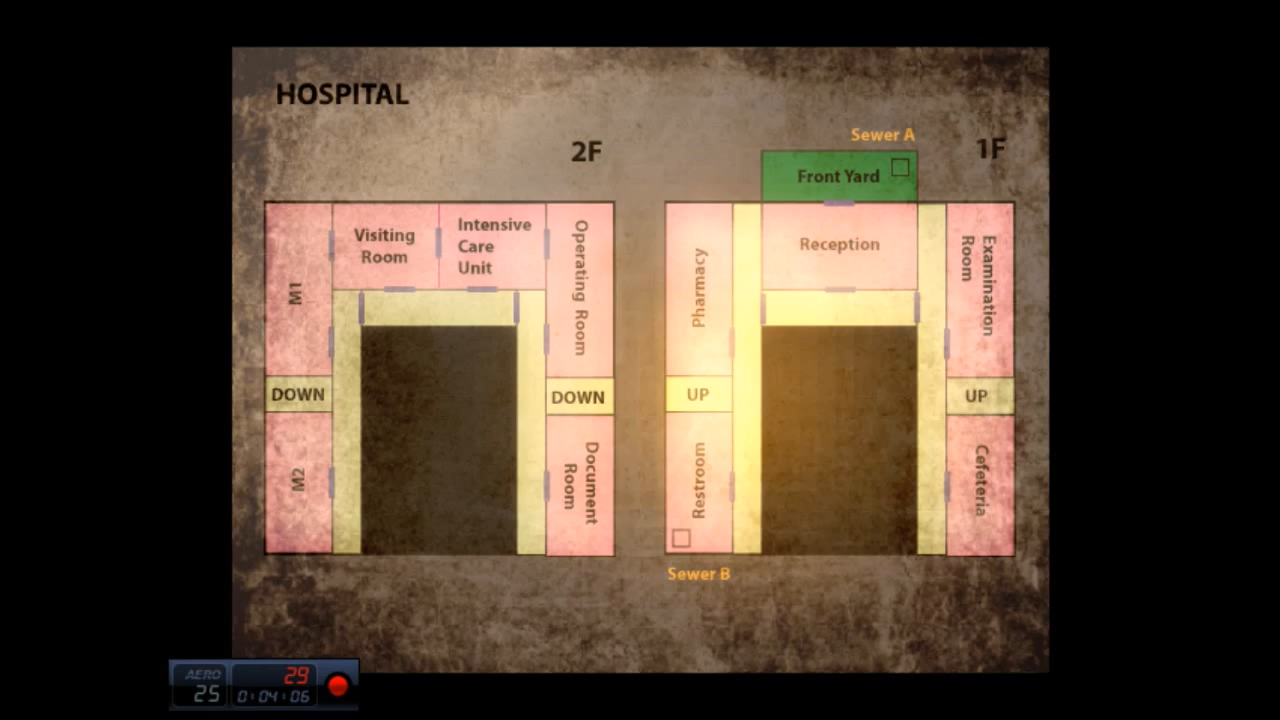 HOSPITAL
2F
Sewer A
1F
Front Yard
Visiting
Room
Intensive
Care
Unit
Operating Room
M1
DOWN
DOWN
M2
Document
Room
Pharmacy
Reception
Examination
Room
UP
UP
Restroom
Cefeteria
Sewer B
AERO
25
29
0:04:06